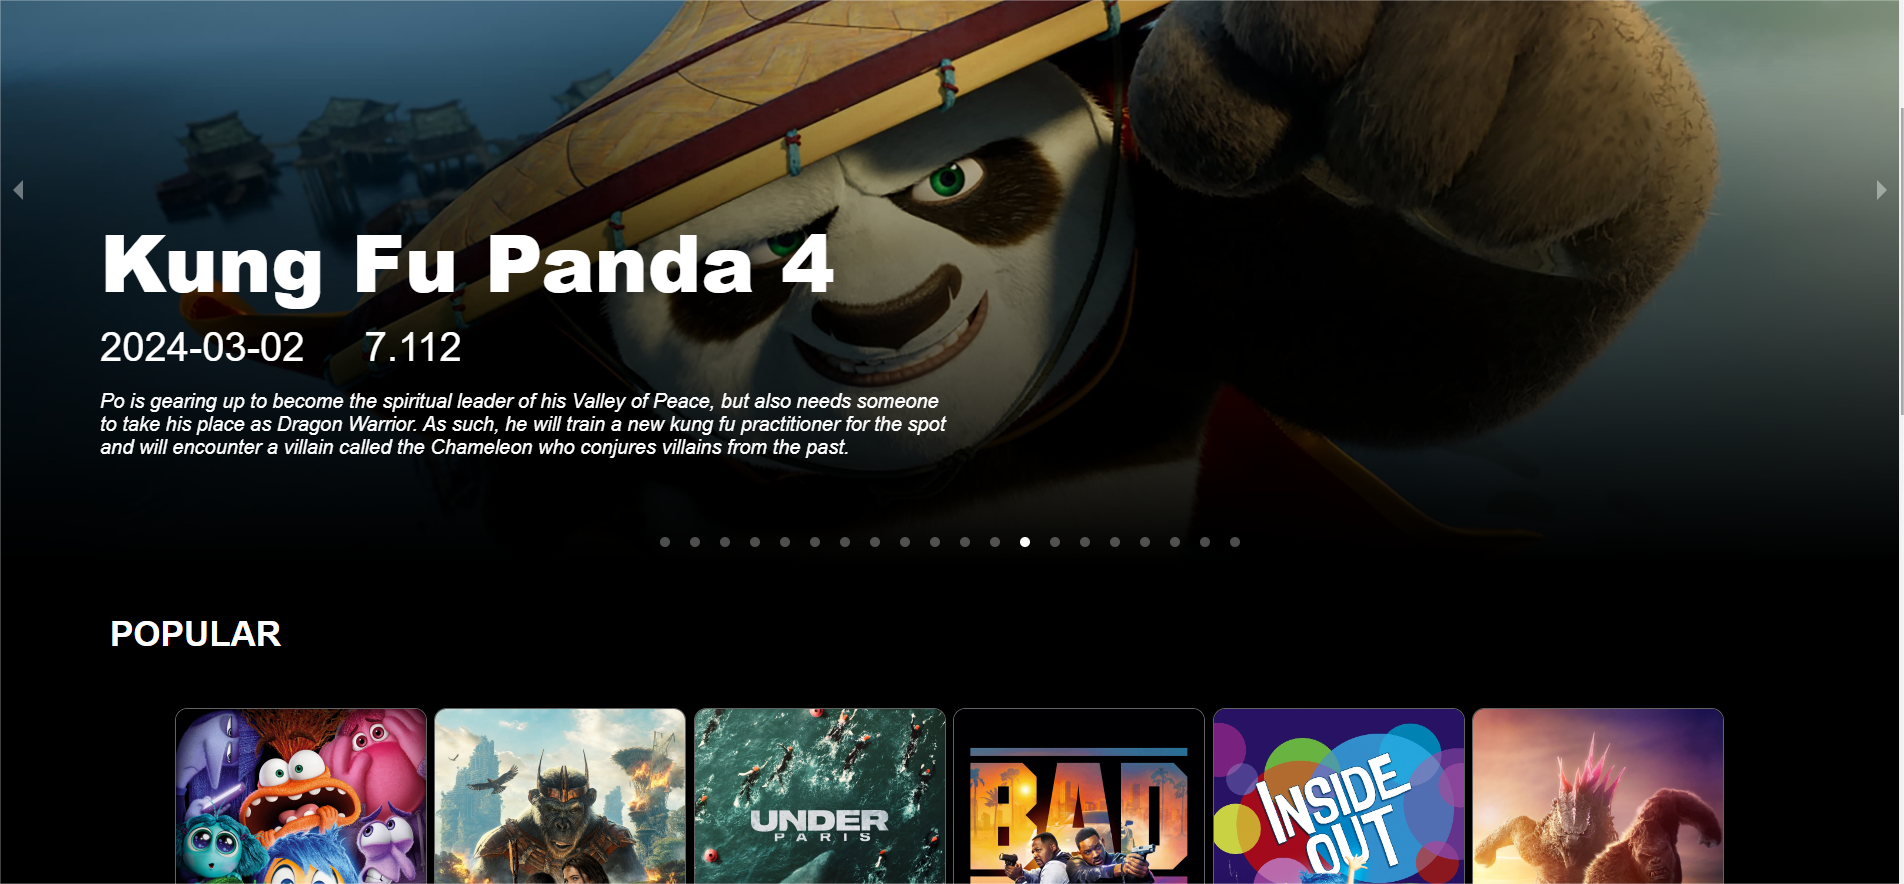 Kung Fu Panda 4
2024-03-02 7.112
Po is gearing up to become the spiritual leader of his Valley of Peace, but also needs someone
to take his place as Dragon Warrior. As such, he will train a new kung fu practitioner for the spot
and will encounter a villain called the Chameleon who conjures villains from the past.
POPULAR
UNDER
PARIS
BAD
INSIDE
OUT